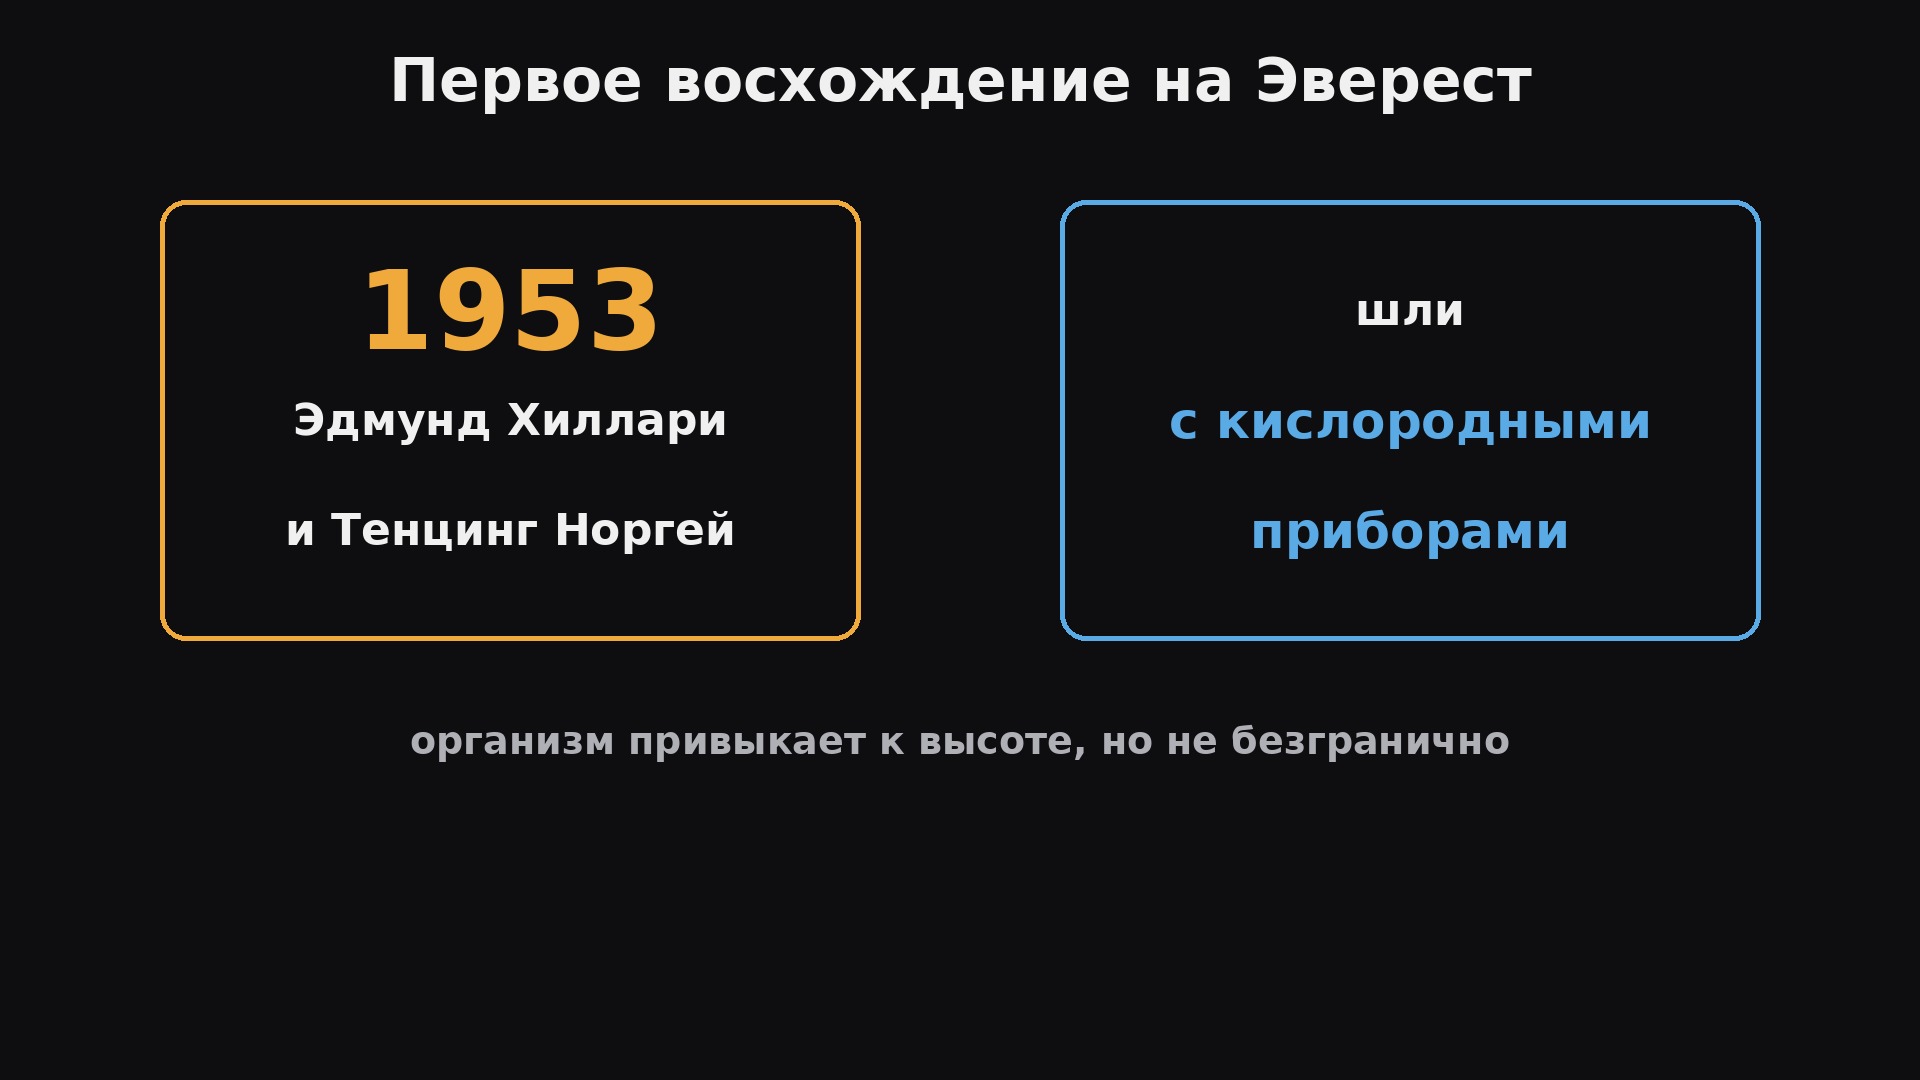 Первое восхождение на Эверест
1953
Эдмунд Хиллари
и Тенцинг Норгей
шли
с кислородными
приборами
организм привыкает к высоте, но не безгранично